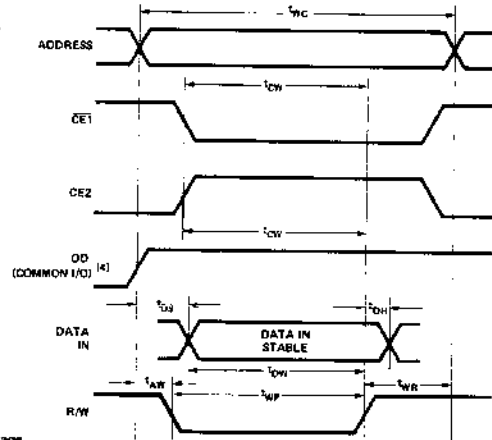 tWC
ADDRESS
tCW
CE1
CE2
tCW
OD
(COMMON I/O) [4]
tDS
tDH
DATA
IN
DATA IN
STABLE
tDW
tAW
tWP
tWR
R/W